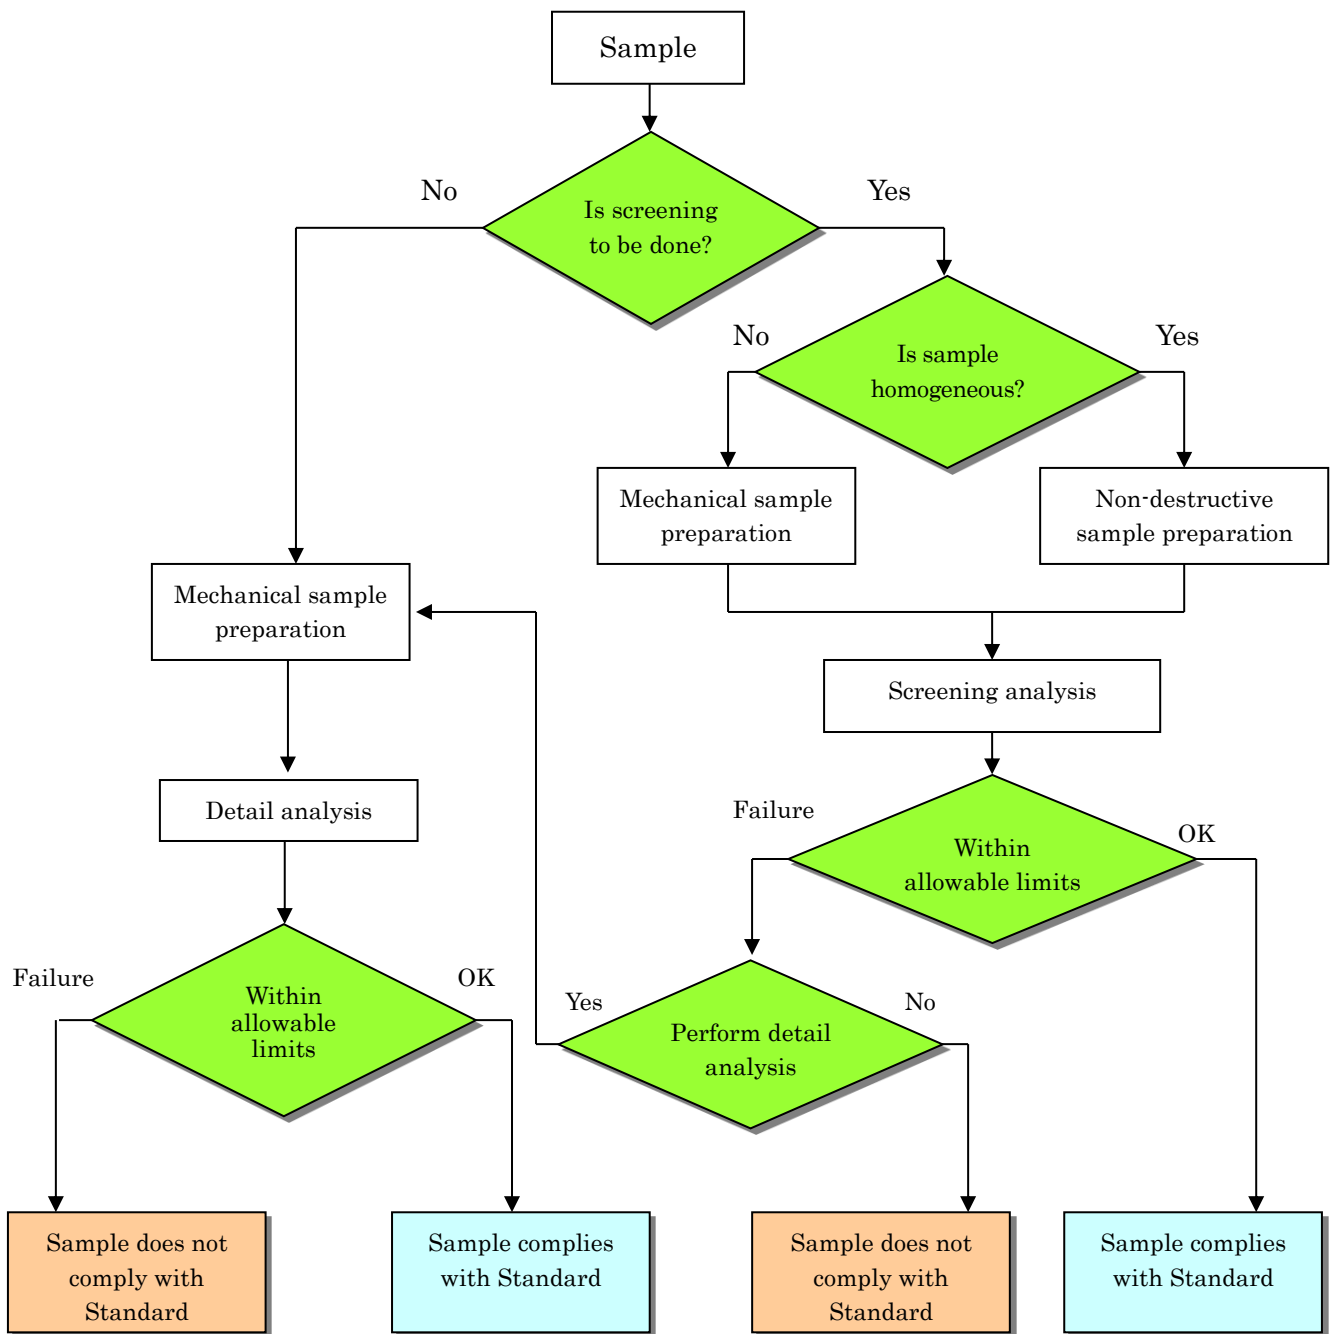 Sample
No
Yes
Is screening
to be done?
No
Yes
Is sample
homogeneous?
Mechanical sample
preparation
Non-destructive
sample preparation
Mechanical sample
preparation
Screening analysis
Detail analysis
Failure
OK
Within
allowable limits
Failure
OK
Within
allowable
limits
Yes
No
Perform detail
analysis
Sample does not
comply with
Standard
Sample complies
with Standard
Sample does not
comply with
Standard
Sample complies
with Standard